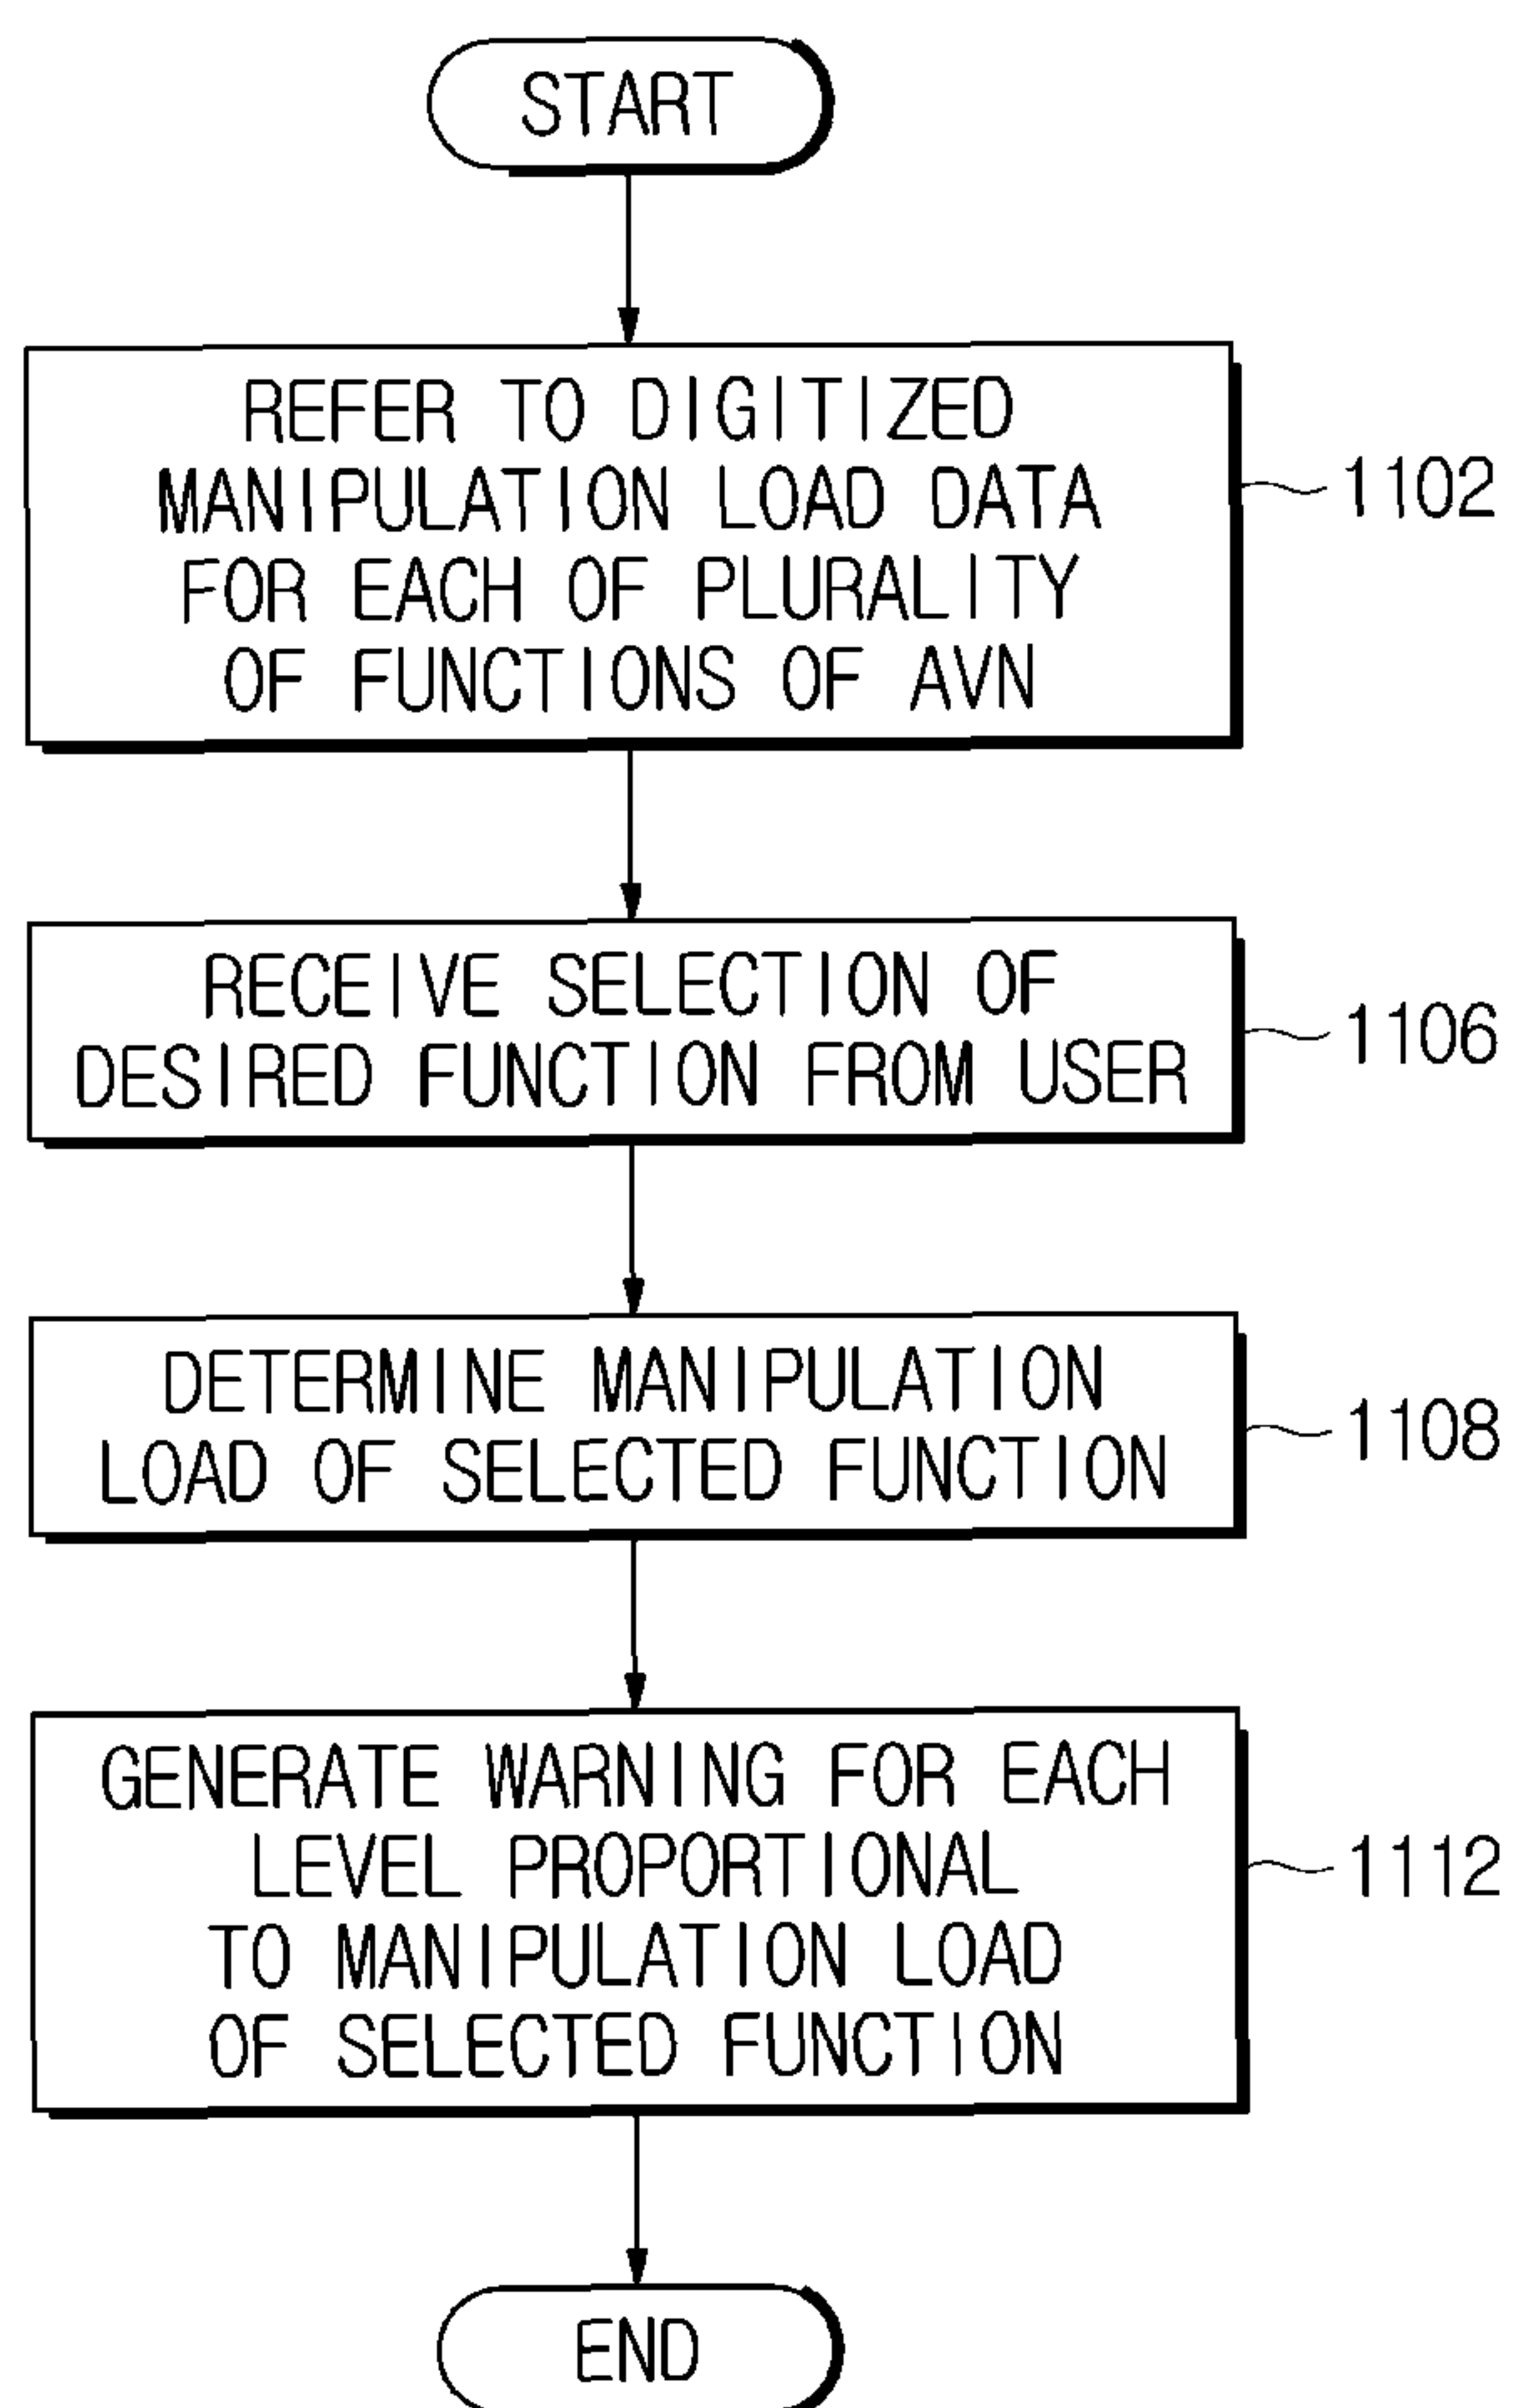 START
REFER TO DIGITIZED
MANIPULATION LOAD DATA
FOR EACH OF PLURALITY
OF FUNCTIONS OF AVN
1102
RECEIVE SELECTION OF
DESIRED FUNCTION FROM USER
1106
DETERMINE MANIPULATION
LOAD OF SELECTED FUNCTION
1108
GENERATE WARNING FOR EACH
LEVEL PROPORTIONAL
TO MANIPULATION LOAD
OF SELECTED FUNCTION
1112
END